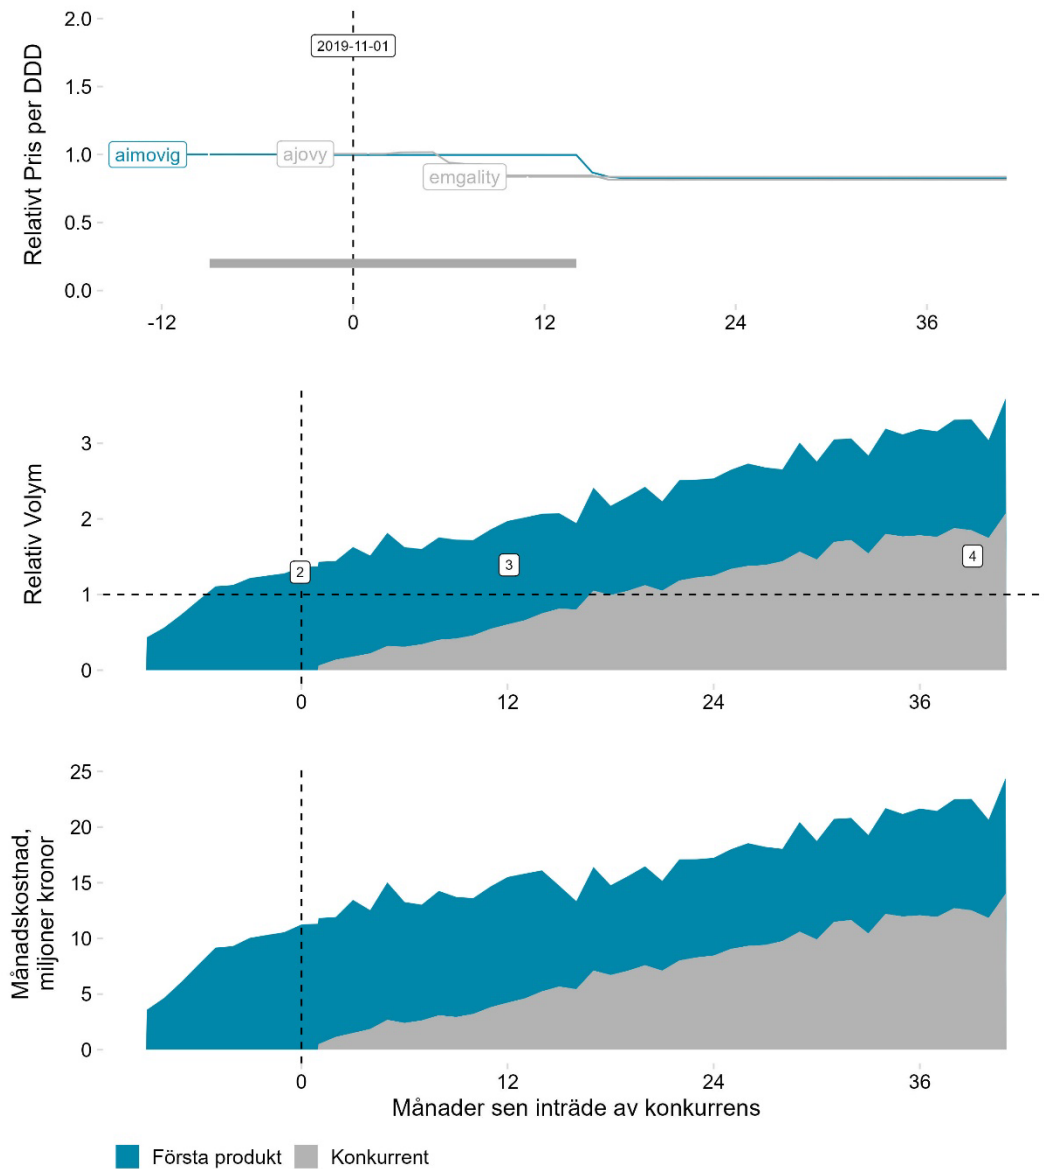 2.0
2019-11-01
1.5
aimovig
1.0
ajovy
emgality
0.5
0.0
Relativt Pris per DDD
-12 0 12 24 36
3
2
1
0
2
3
4
Relativ Volym
0 12 24 36
25
20
15
10
5
0
Månadskostnad,
miljoner kronor
0 12 24 36
Månader sen inträde av konkurrens
Första produkt Konkurrent